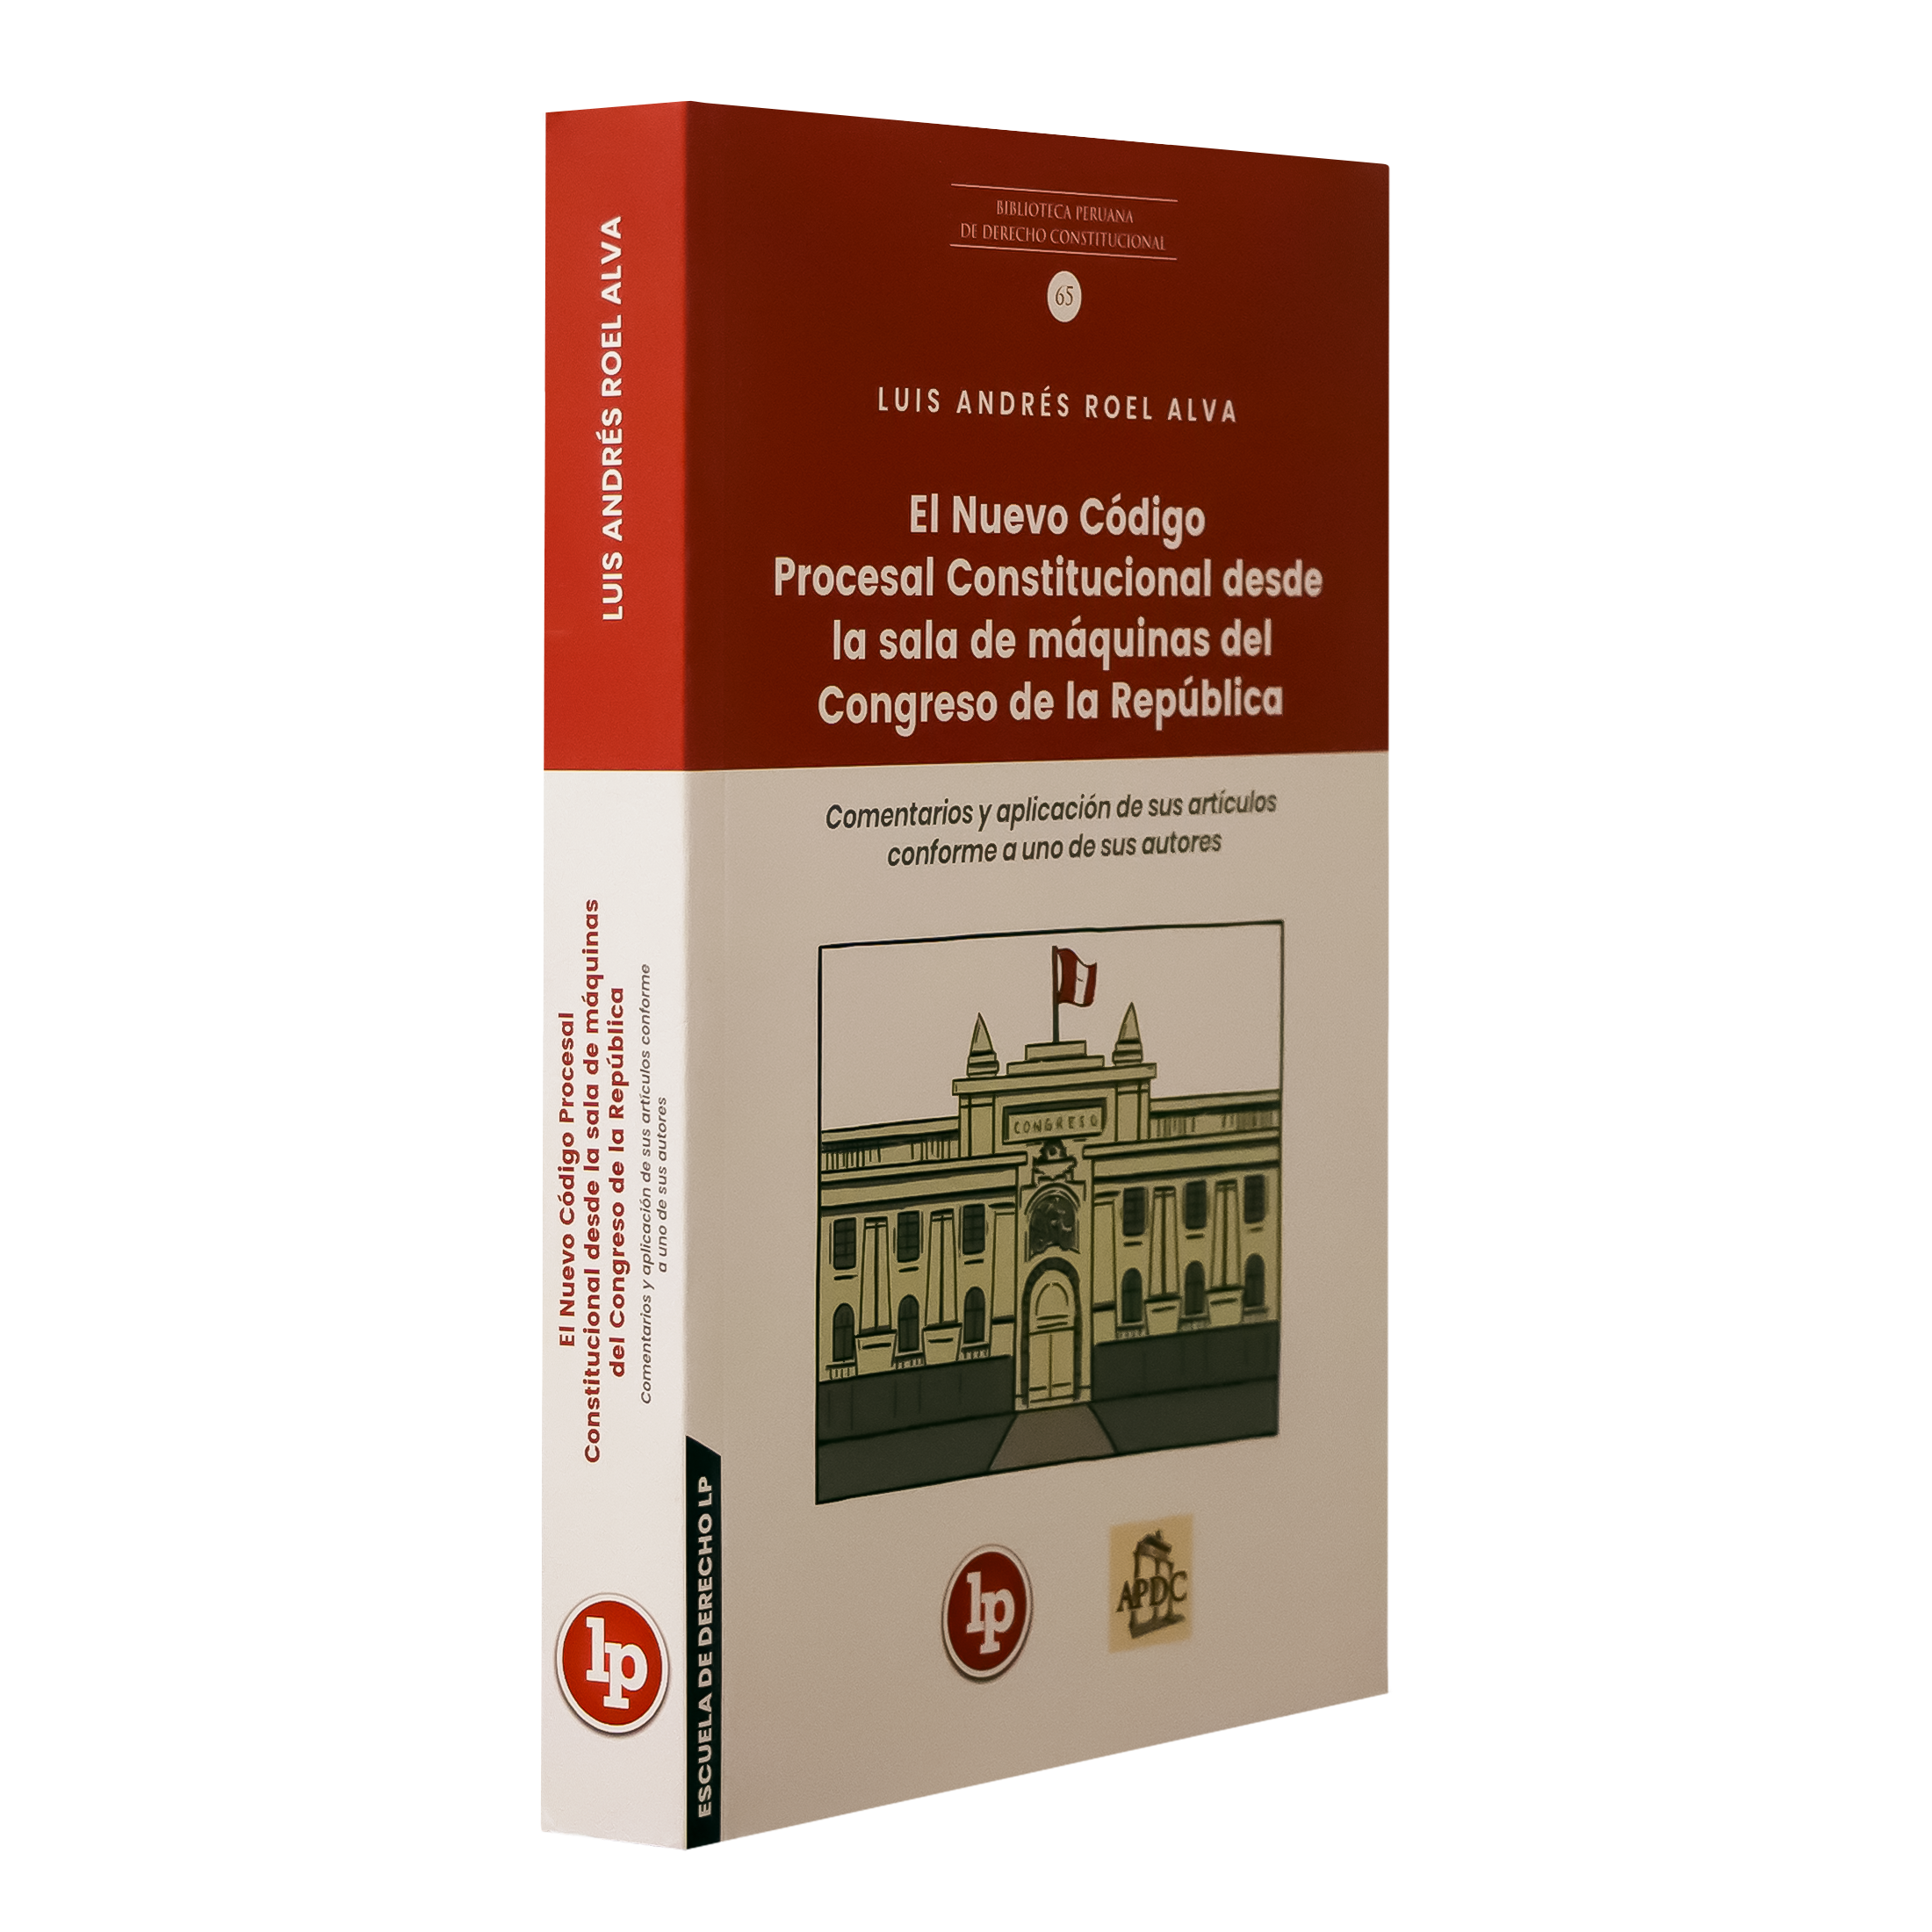 LUIS ANDRÉS ROEL ALVA
El Nuevo Código Procesal
Constitucional desde la sala de máquinas
del Congreso de la República
Comentarios y aplicación de sus artículos conforme
a uno de sus autores
lp
BIBLIOTECA PERUANA
DE DERECHO CONSTITUCIONAL
65
LUIS ANDRÉS ROEL ALVA
El Nuevo Código
Procesal Constitucional desde
la sala de máquinas del
Congreso de la República
Comentarios y aplicación de sus artículos
conforme a uno de sus autores
CONGRESO
lp
APDC
ESCUELA DE DERECHO LP